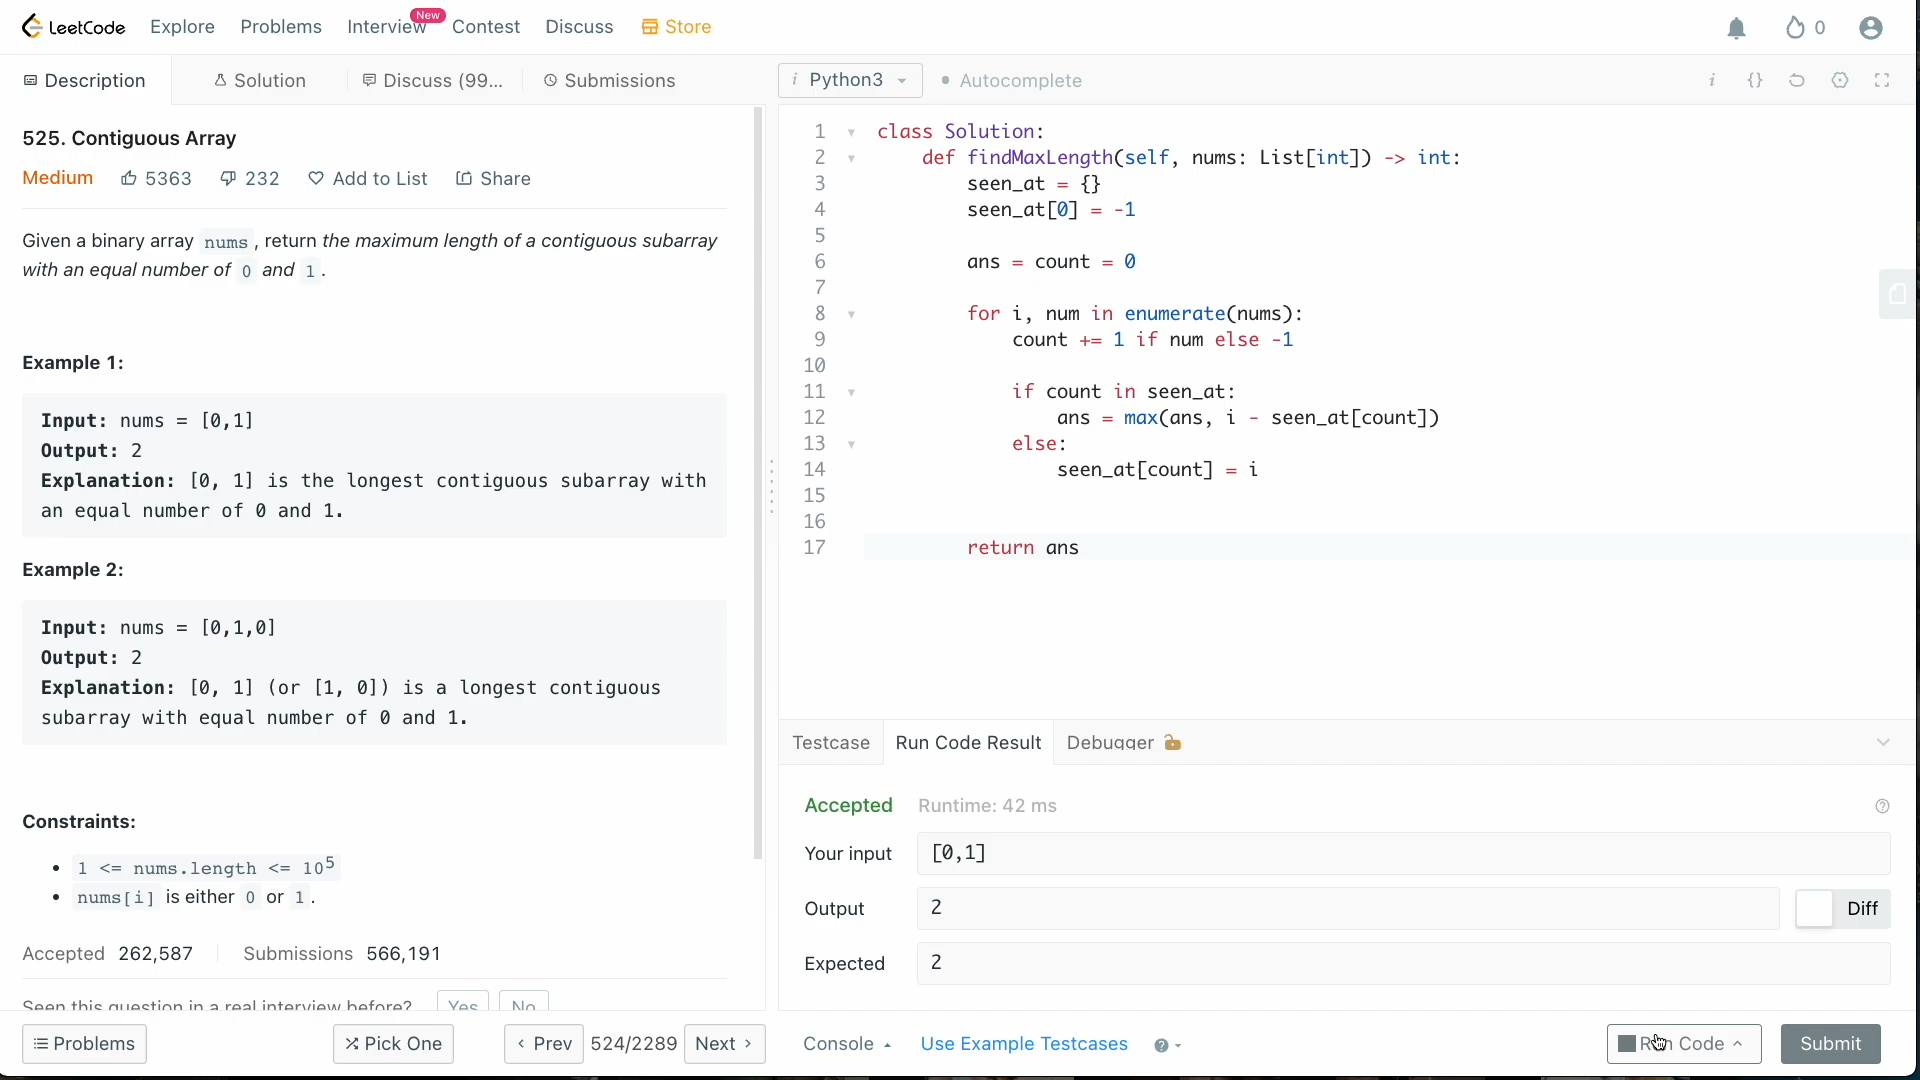 LeetCode Explore Problems Interview New Contest Discuss Store 0
Description Solution Discuss (99... Submissions
i Python3 Autocomplete i {}
525. Contiguous Array
Medium 5363 232 Add to List Share
Given a binary array nums, return the maximum length of a contiguous subarray
with an equal number of 0 and 1.
Example 1:
Input: nums = [0,1]
Output: 2
Explanation: [0, 1] is the longest contiguous subarray with
an equal number of 0 and 1.
Example 2:
Input: nums = [0,1,0]
Output: 2
Explanation: [0, 1] (or [1, 0]) is a longest contiguous
subarray with equal number of 0 and 1.
Constraints:
1 <= nums.length <= 10^5
nums[i] is either 0 or 1.
Accepted 262,587 Submissions 566,191
Seen this question in a real interview before? Yes No
Problems Pick One < Prev 524/2289 Next >
1 class Solution:
2 def findMaxLength(self, nums: List[int]) -> int:
3 seen_at = {}
4 seen_at[0] = -1
5
6 ans = count = 0
7
8 for i, num in enumerate(nums):
9 count += 1 if num else -1
10
11 if count in seen_at:
12 ans = max(ans, i - seen_at[count])
13 else:
14 seen_at[count] = i
15
16
17 return ans
Testcase Run Code Result Debugger
Accepted Runtime: 42 ms ?
Your input [0,1]
Output 2 Diff
Expected 2
Console Use Example Testcases ? Run Code Submit